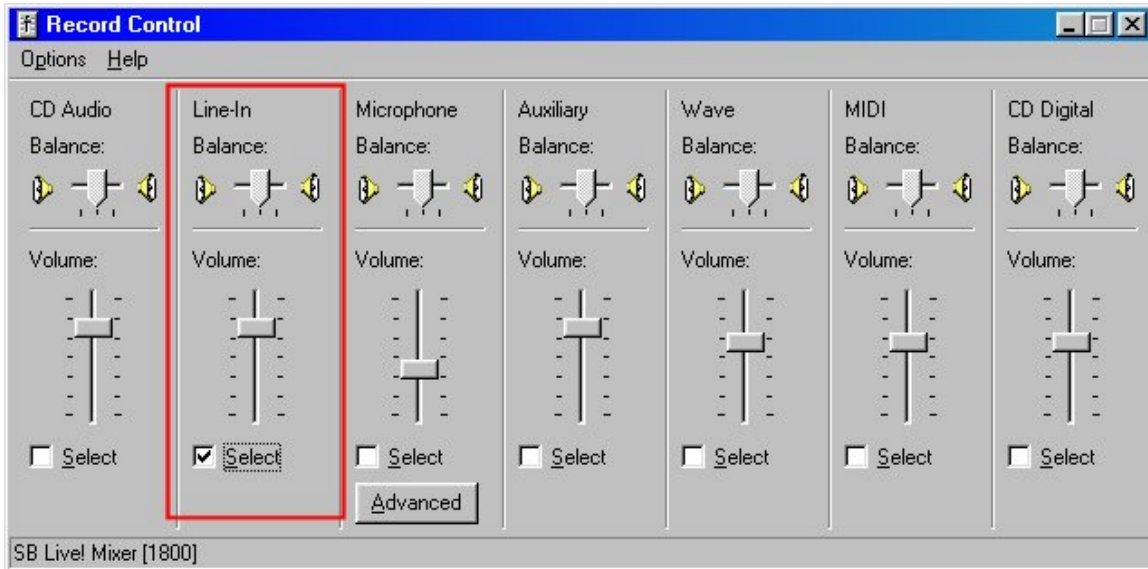 Record Control
Options Help
CD Audio Line-In Microphone Auxiliary Wave MIDI CD Digital
Balance: Balance: Balance: Balance: Balance: Balance: Balance:
Volume: Volume: Volume: Volume: Volume: Volume: Volume:
Select Select Select Select Select Select Select
Advanced
SB Live! Mixer [1800]